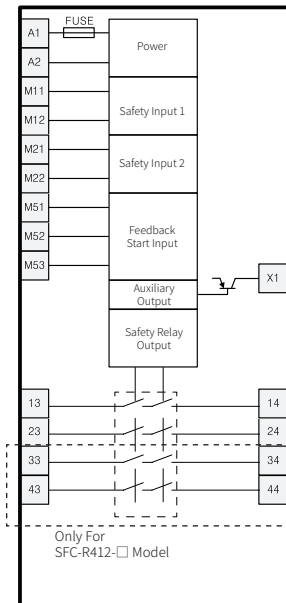 FUSE
A1
Power
A2
M11
Safety Input 1
M12
M21
Safety Input 2
M22
M51
Feedback
Start Input
M52
M53
Auxiliary
Output
X1
Safety Relay
Output
13
14
23
24
33
34
43
44
Only For
SFC-R412-□ Model